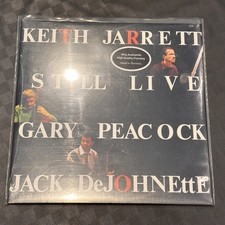 KEITH JARRETT
STILL LIVE
GARY PEACOCK
JACK DeJOHNEttE